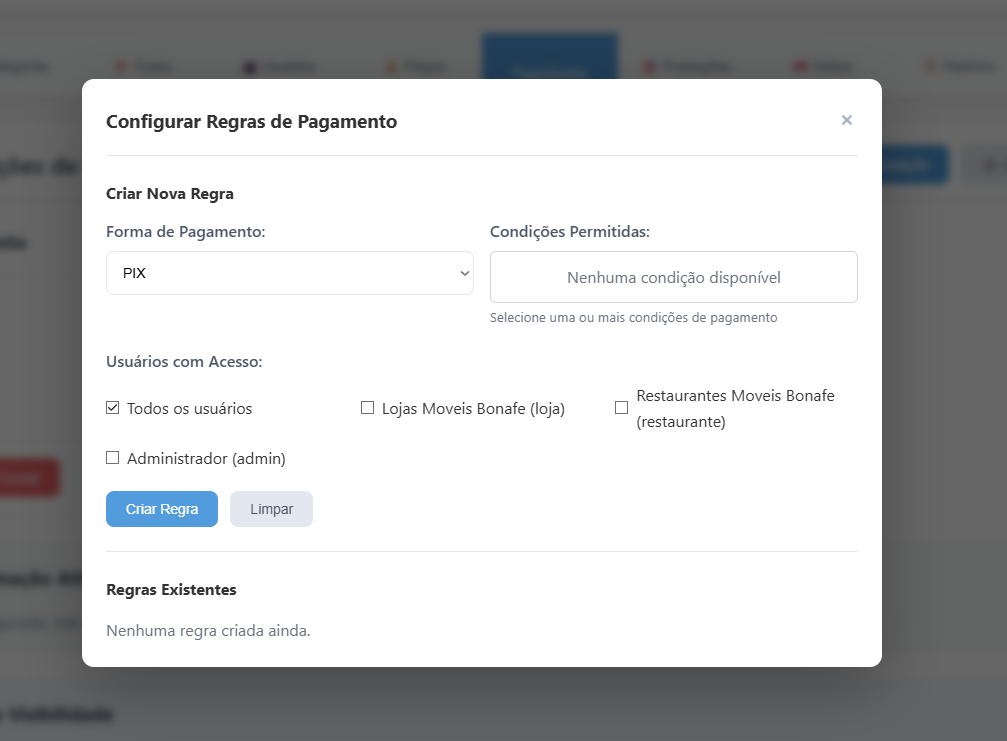 Configurar Regras de Pagamento
×
Criar Nova Regra
Forma de Pagamento:
Condições Permitidas:
PIX
Nenhuma condição disponível
Selecione uma ou mais condições de pagamento
Usuários com Acesso:
Todos os usuários
Lojas Moveis Bonafe (loja)
Restaurantes Moveis Bonafe
(restaurante)
Administrador (admin)
Criar Regra
Limpar
Regras Existentes
Nenhuma regra criada ainda.
Visibilidade